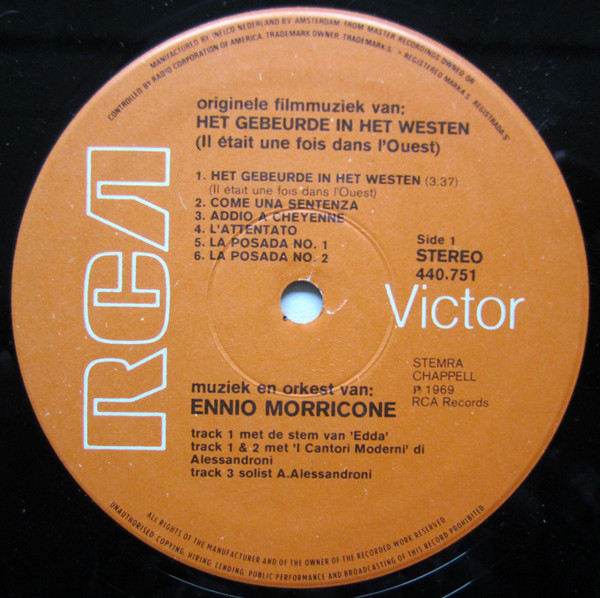 MANUFACTURED BY INELCO NEDERLAND BV AMSTERDAM FROM MASTER RECORDINGS OWNED OR
CONTROLLED BY RADIO CORPORATION OF AMERICA. TRADEMARK OWNER. TRADEMARKS ® REGISTERED MARKA.S REGISTRADA.S
originele filmmuziek van:
HET GEBEURDE IN HET WESTEN
(Il était une fois dans l'Ouest)
1. HET GEBEURDE IN HET WESTEN (3:37)
(Il était une fois dans l'Ouest)
2. COME UNA SENTENZA
3. ADDIO A CHEYENNE
4. L'ATTENTATO
5. LA POSADA NO. 1
6. LA POSADA NO. 2
Side 1
STEREO
440.751
RCA
Victor
STEMRA
CHAPPELL
℗ 1969
RCA Records
muziek en orkest van:
ENNIO MORRICONE
track 1 met de stem van 'Edda'
track 1 & 2 met 'I Cantori Moderni' di
Alessandroni
track 3 solist A.Alessandroni
ALL RIGHTS OF THE MANUFACTURER AND OF THE OWNER OF THE RECORDED WORK RESERVED
UNAUTHORISED COPYING, HIRING, LENDING, PUBLIC PERFORMANCE AND BROADCASTING OF THIS RECORD PROHIBITED